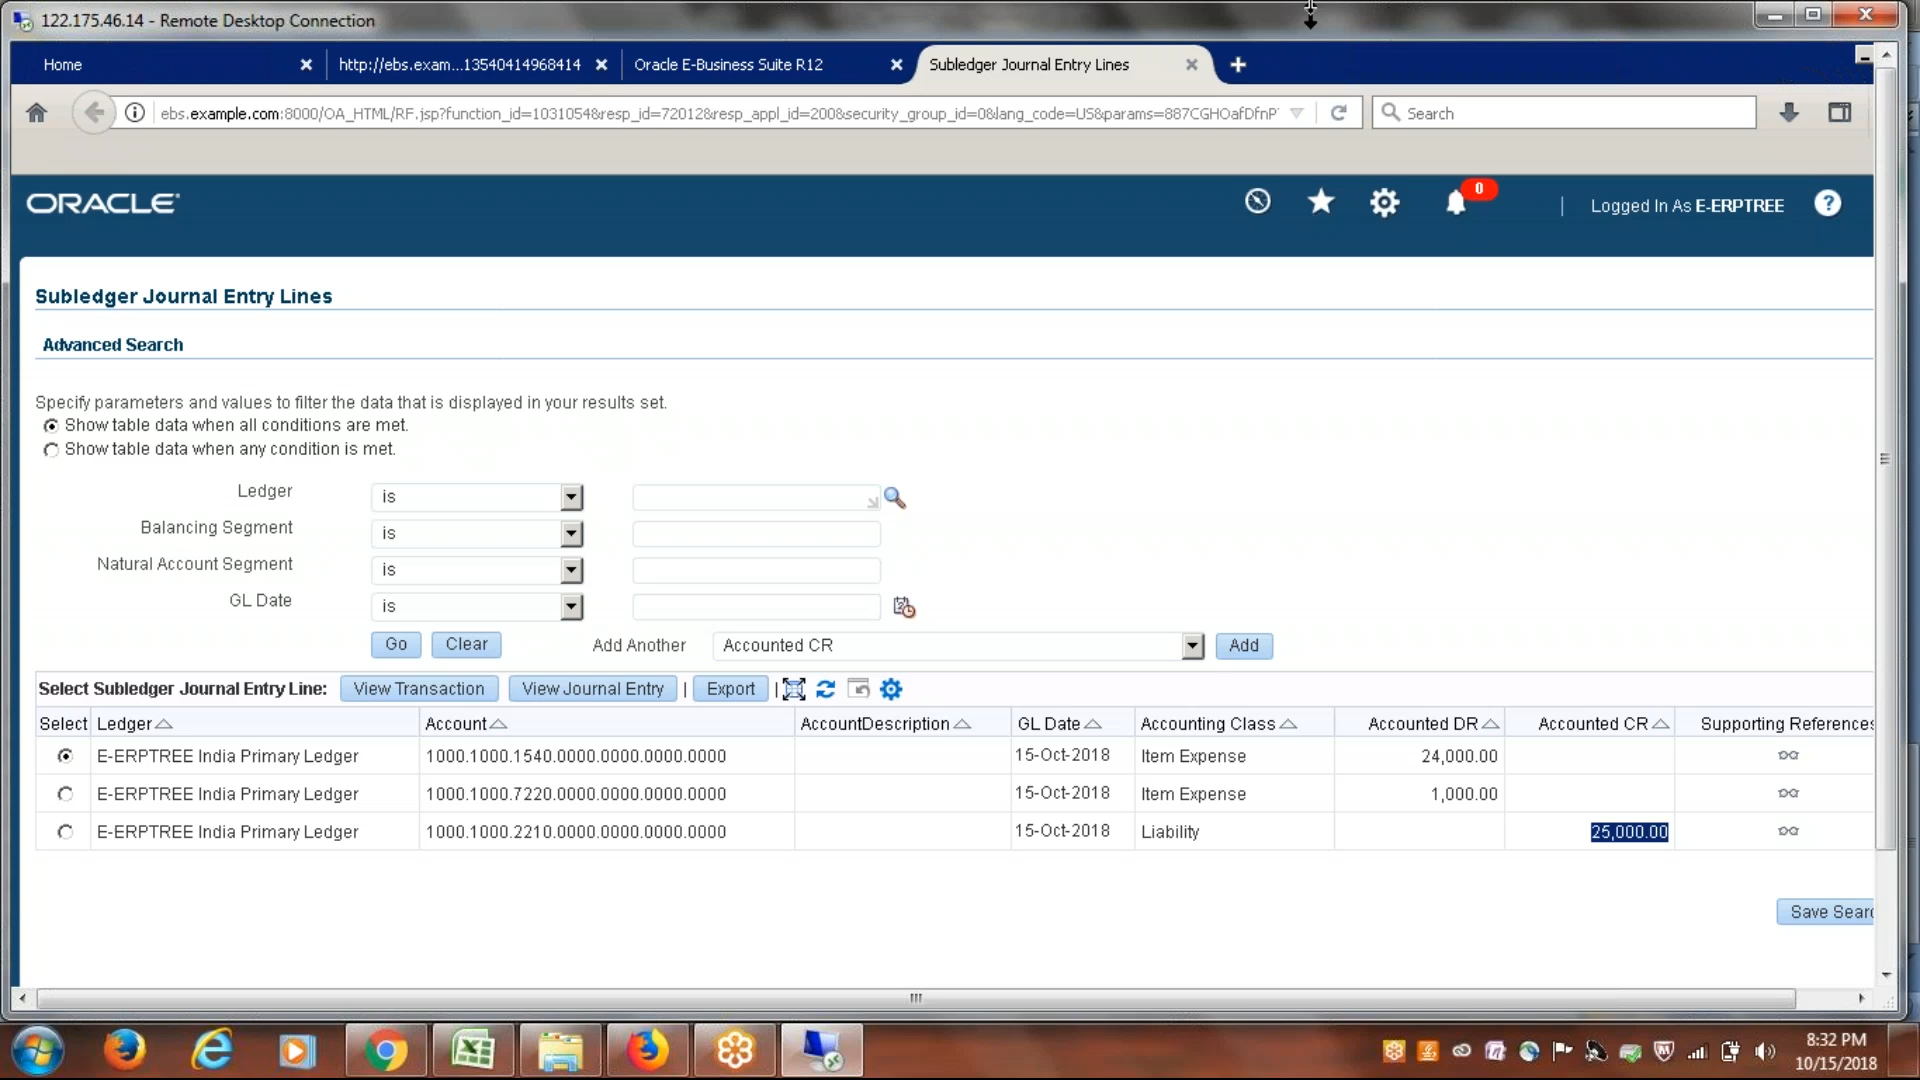 122.175.46.14 - Remote Desktop Connection
Home
http://ebs.exam...13540414968414
Oracle E-Business Suite R12
Subledger Journal Entry Lines
ebs.example.com:8000/OA_HTML/RF.jsp?function_id=1031054&resp_id=72012&resp_appl_id=200&security_group_id=0&lang_code=US&params=887CGHOafDfnP
Search
ORACLE
0
Logged In As E-ERPTREE
Subledger Journal Entry Lines
Advanced Search
Specify parameters and values to filter the data that is displayed in your results set.
Show table data when all conditions are met.
Show table data when any condition is met.
Ledger is
Balancing Segment is
Natural Account Segment is
GL Date is
Go Clear Add Another Accounted CR Add
Select Subledger Journal Entry Line: View Transaction View Journal Entry | Export |
Select Ledger Account AccountDescription GL Date Accounting Class Accounted DR Accounted CR Supporting References
E-ERPTREE India Primary Ledger 1000.1000.1540.0000.0000.0000.0000 15-Oct-2018 Item Expense 24,000.00
E-ERPTREE India Primary Ledger 1000.1000.7220.0000.0000.0000.0000 15-Oct-2018 Item Expense 1,000.00
E-ERPTREE India Primary Ledger 1000.1000.2210.0000.0000.0000.0000 15-Oct-2018 Liability 25,000.00
Save Searc
8:32 PM
10/15/2018